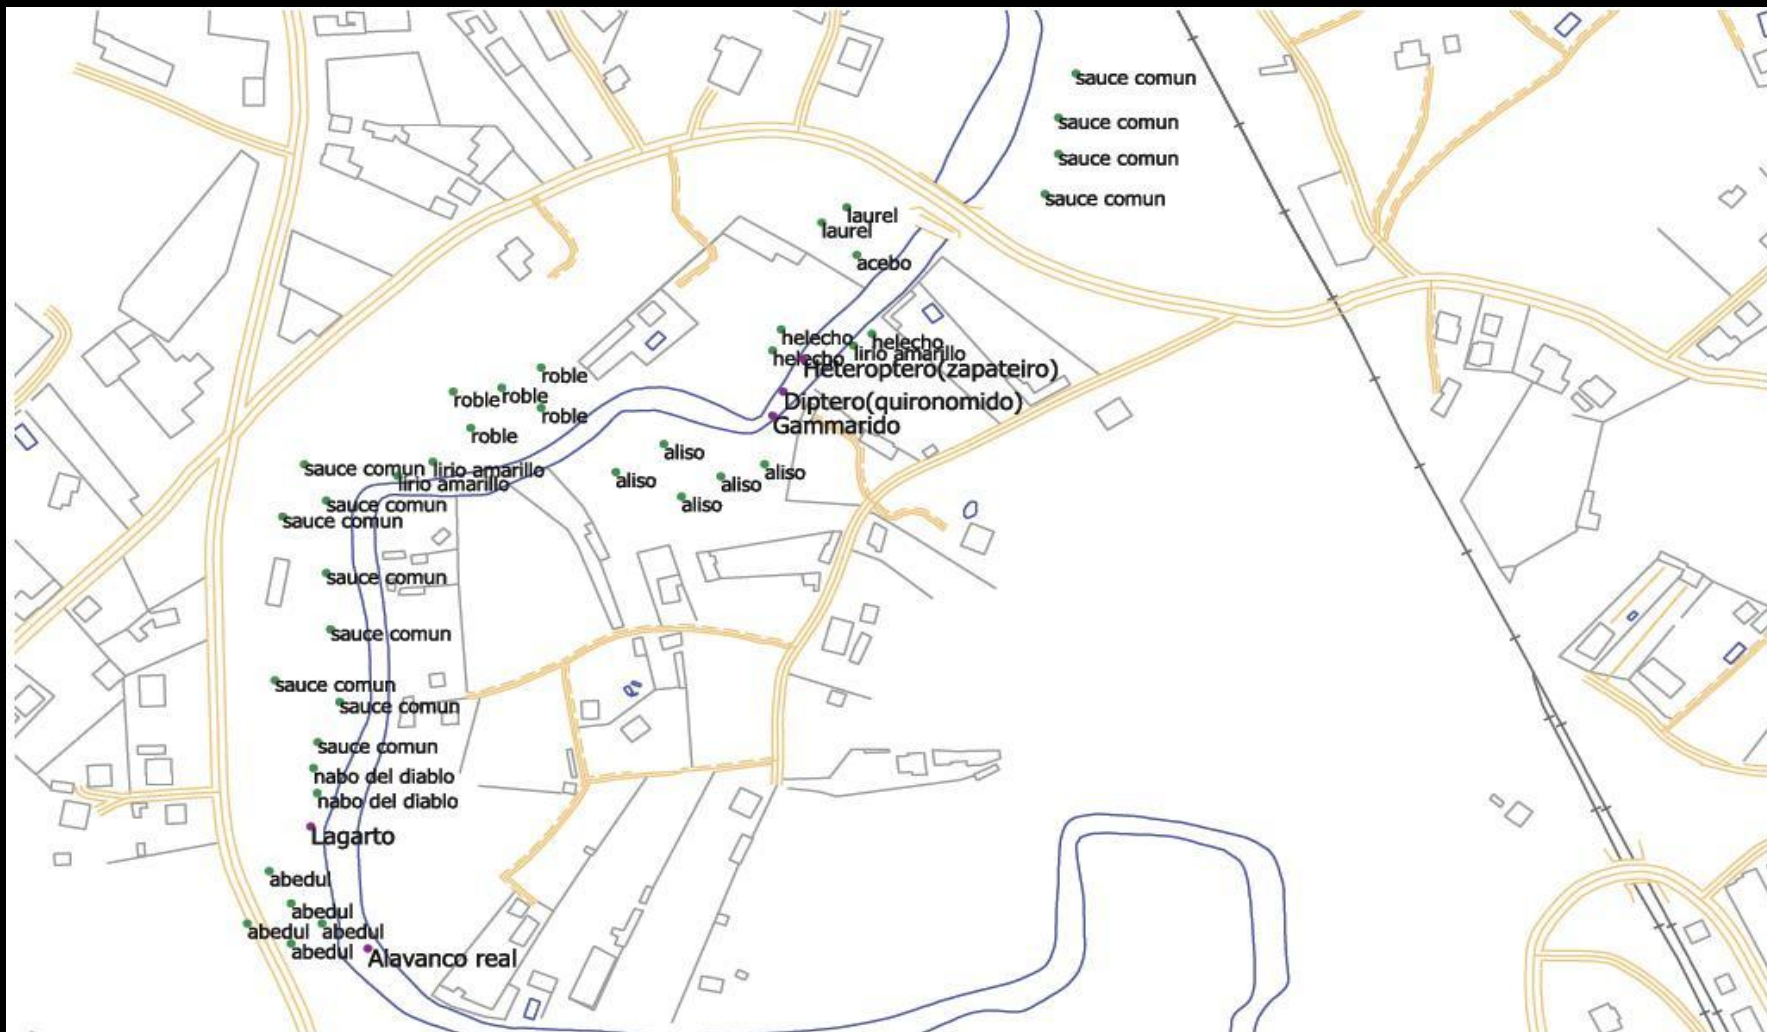 sauce comun
sauce comun
sauce comun
sauce comun
laurel
laurel
acebo
helecho
helecho
helecho
lirio amarillo
Heteroptero(zapateiro)
roble
roble
roble
roble
roble
Diptero(quironomido)
Gammarido
aliso
aliso
aliso
aliso
aliso
sauce comun
lirio amarillo
lirio amarillo
sauce comun
sauce comun
sauce comun
sauce comun
sauce comun
sauce comun
sauce comun
nabo del diablo
nabo del diablo
Lagarto
abedul
abedul
abedul
abedul
abedul
Alavanco real